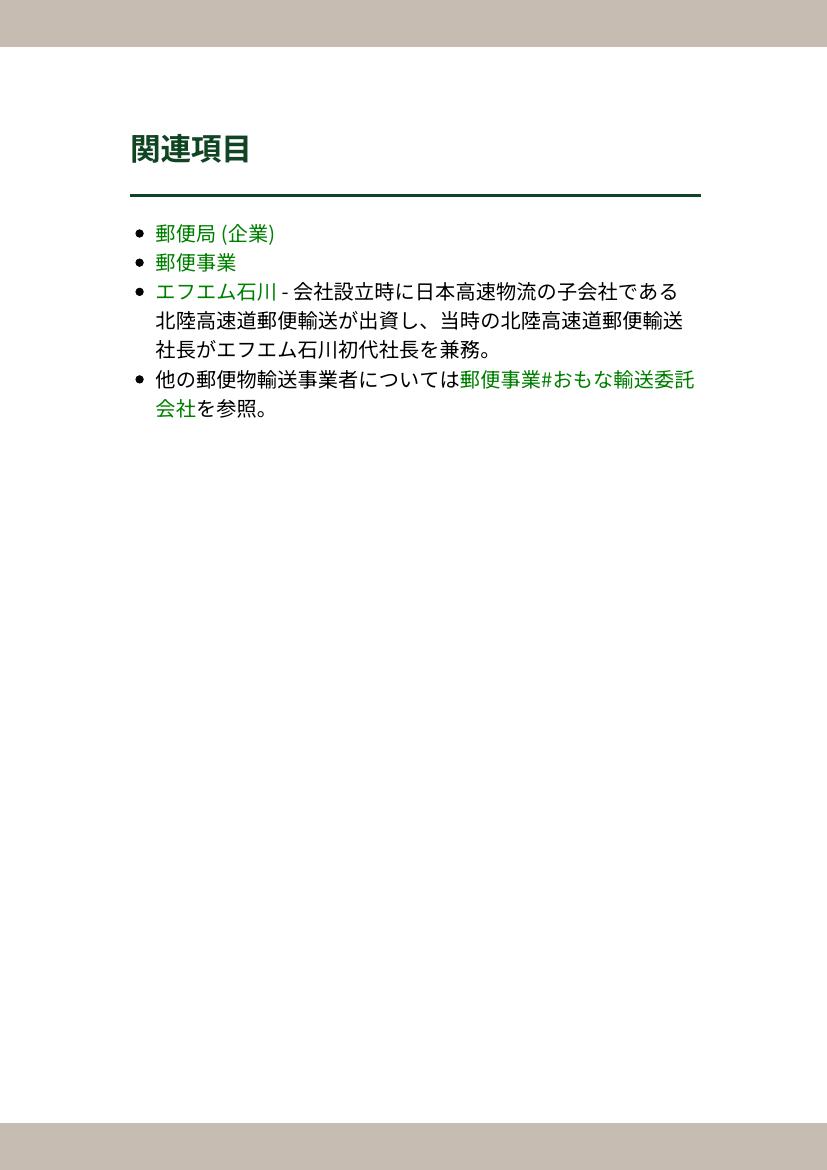 関連項目
郵便局 (企業)
郵便事業
エフエム石川 - 会社設立時に日本高速物流の子会社である
北陸高速道郵便輸送が出資し、当時の北陸高速道郵便輸送
社長がエフエム石川初代社長を兼務。
他の郵便物輸送事業者については郵便事業#おもな輸送委託
会社を参照。